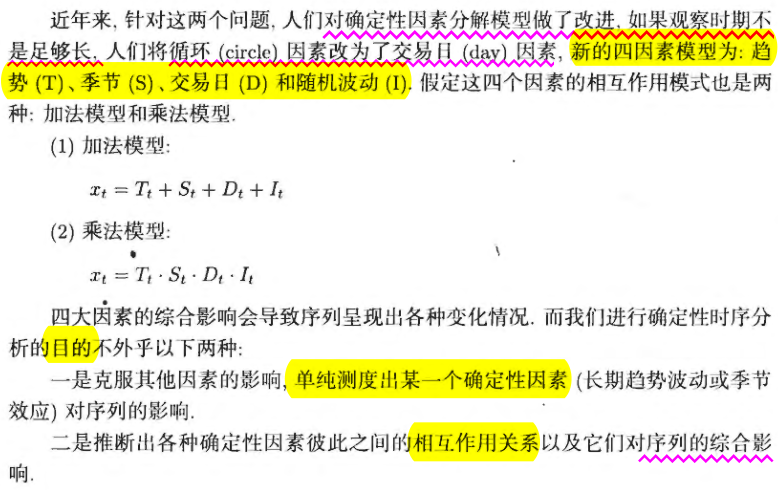 近年来, 针对这两个问题, 人们对确定性因素分解模型做了改进, 如果观察时期不
是足够长, 人们将循环 (circle) 因素改为了交易日 (day) 因素, 新的四因素模型为: 趋
势 (T)、季节 (S)、交易日 (D) 和随机波动 (I). 假定这四个因素的相互作用模式也是两
种: 加法模型和乘法模型.
(1) 加法模型:
x_t = T_t + S_t + D_t + I_t
(2) 乘法模型:
x_t = T_t · S_t · D_t · I_t
四大因素的综合影响会导致序列呈现出各种变化情况. 而我们进行确定性时序分
析的目的不外乎以下两种:
一是克服其他因素的影响, 单纯测度出某一个确定性因素 (长期趋势波动或季节
效应) 对序列的影响.
二是推断出各种确定性因素彼此之间的相互作用关系以及它们对序列的综合影
响.